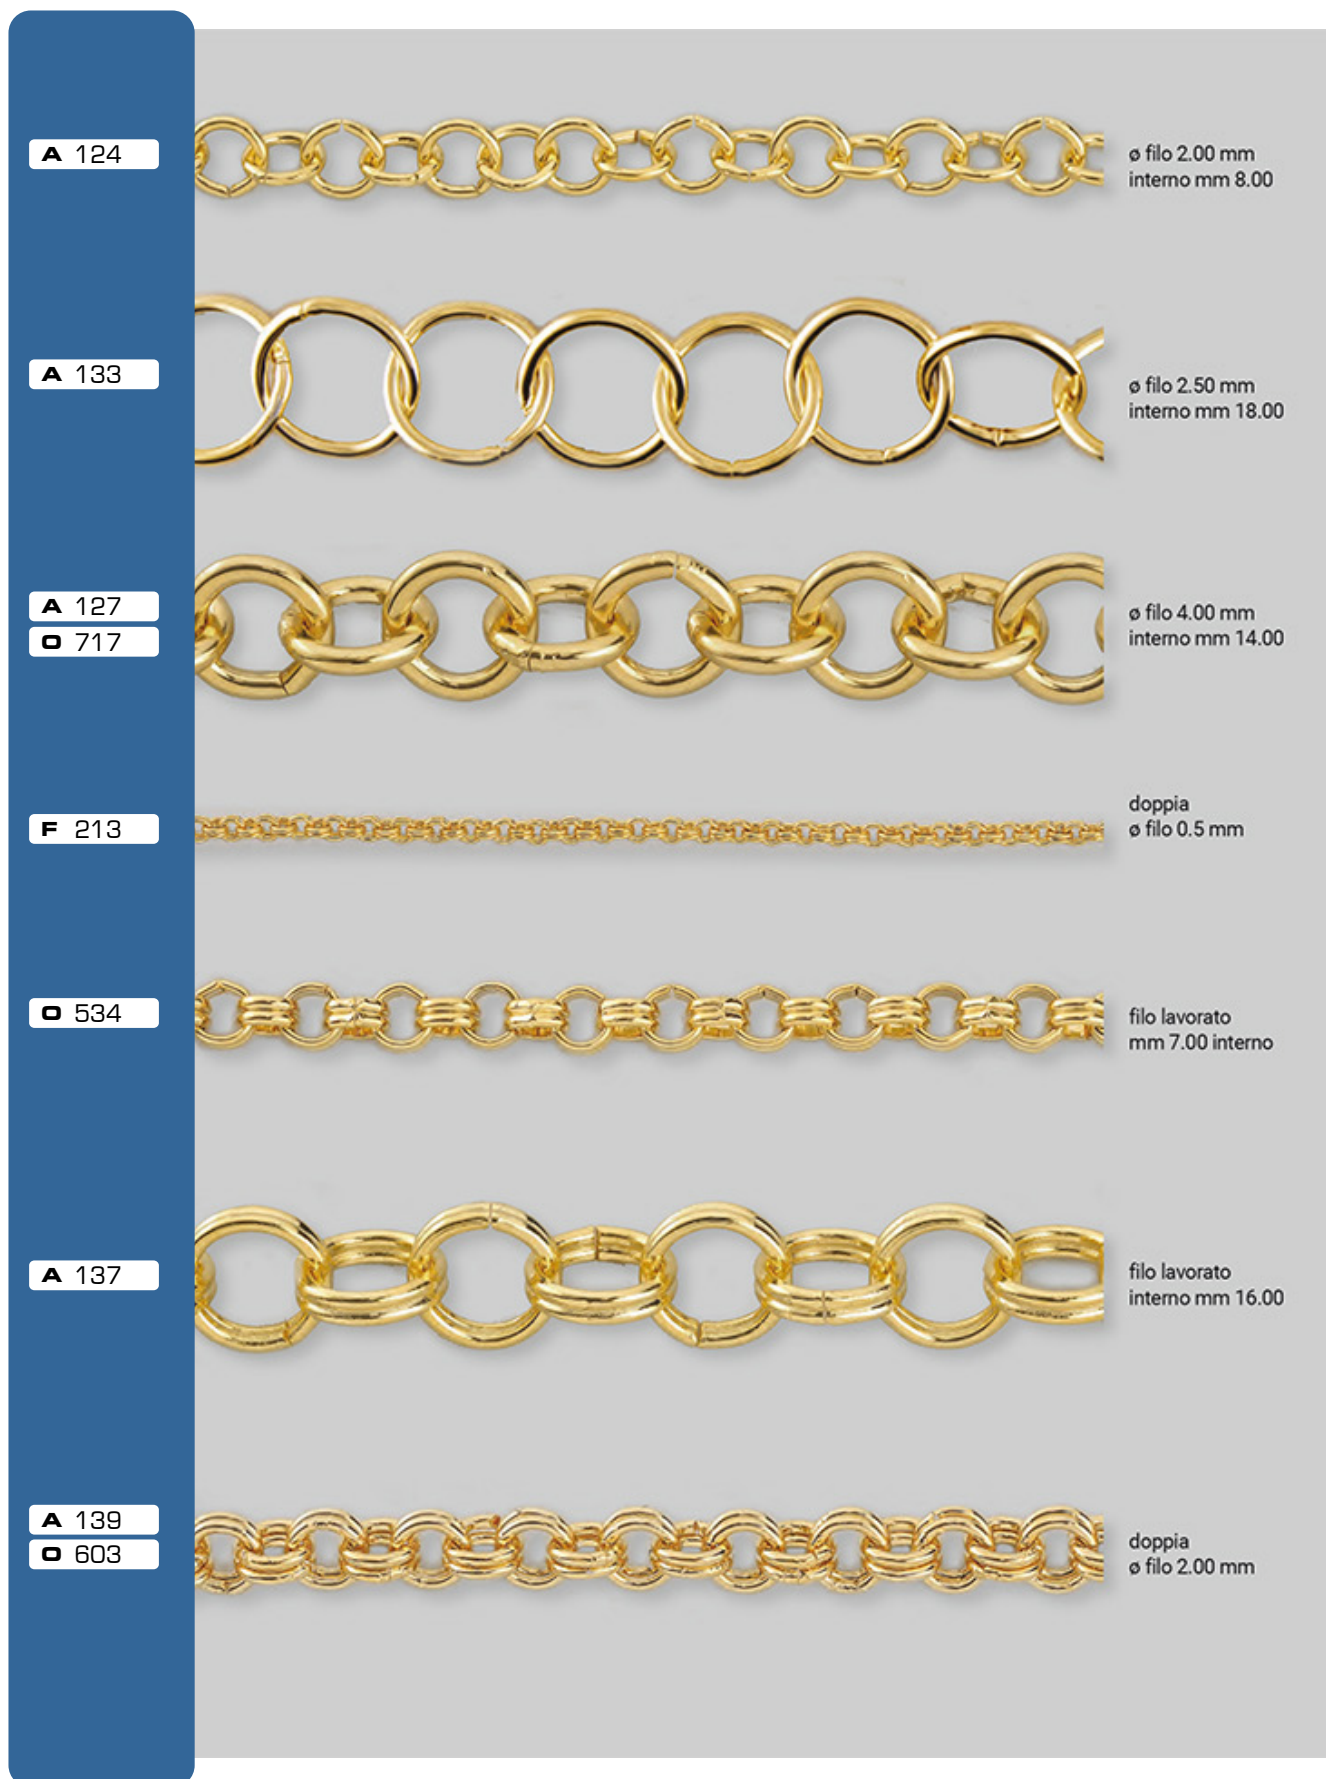 A 124
ø filo 2.00 mm
interno mm 8.00
A 133
ø filo 2.50 mm
interno mm 18.00
A 127
O 717
ø filo 4.00 mm
interno mm 14.00
F 213
doppia
ø filo 0.5 mm
O 534
filo lavorato
mm 7.00 interno
A 137
filo lavorato
interno mm 16.00
A 139
O 603
doppia
ø filo 2.00 mm